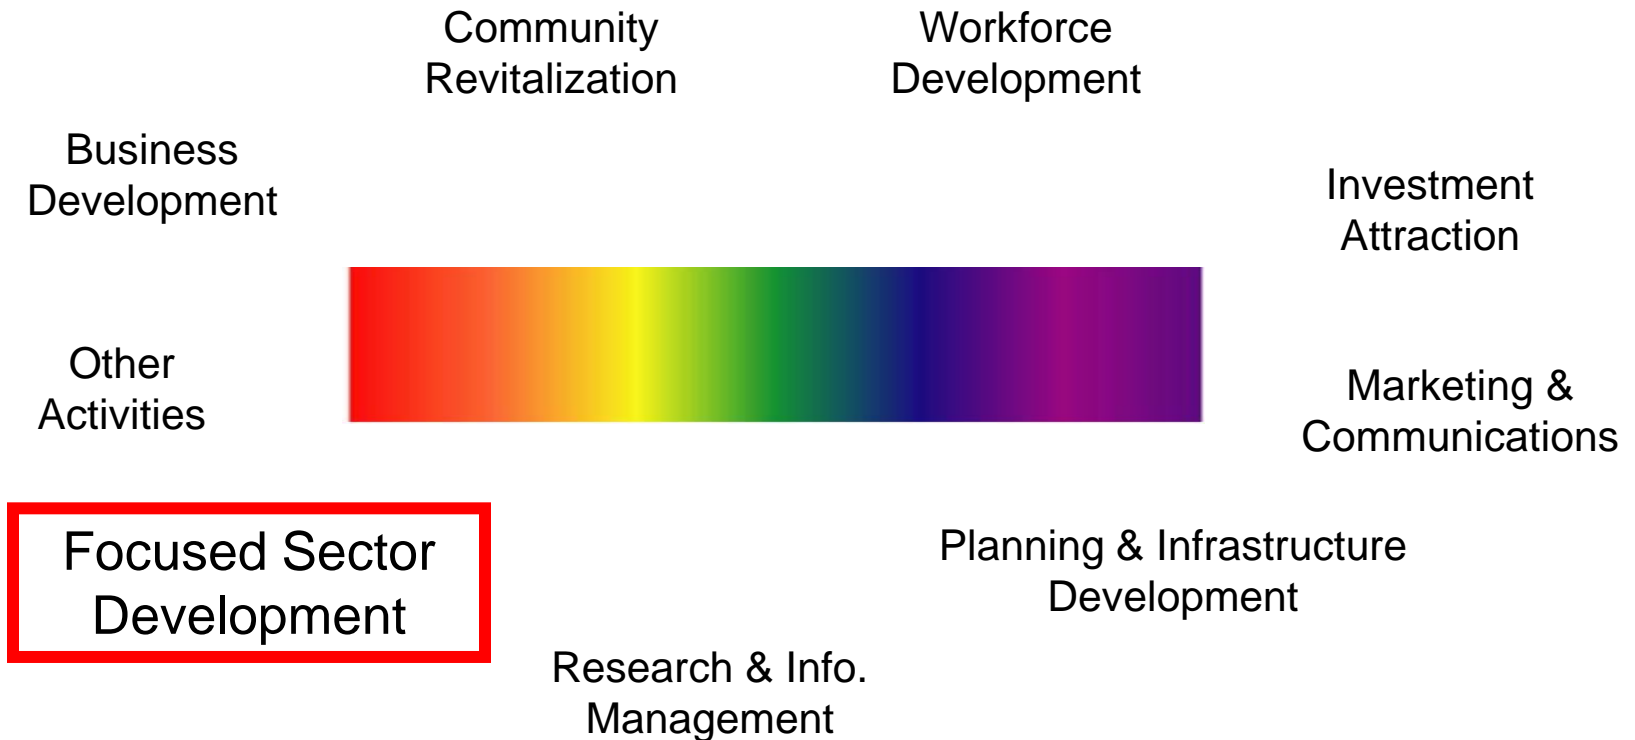 Community
Revitalization
Workforce
Development
Business
Development
Investment
Attraction
Other
Activities
Marketing &
Communications
Focused Sector
Development
Planning & Infrastructure
Development
Research & Info.
Management